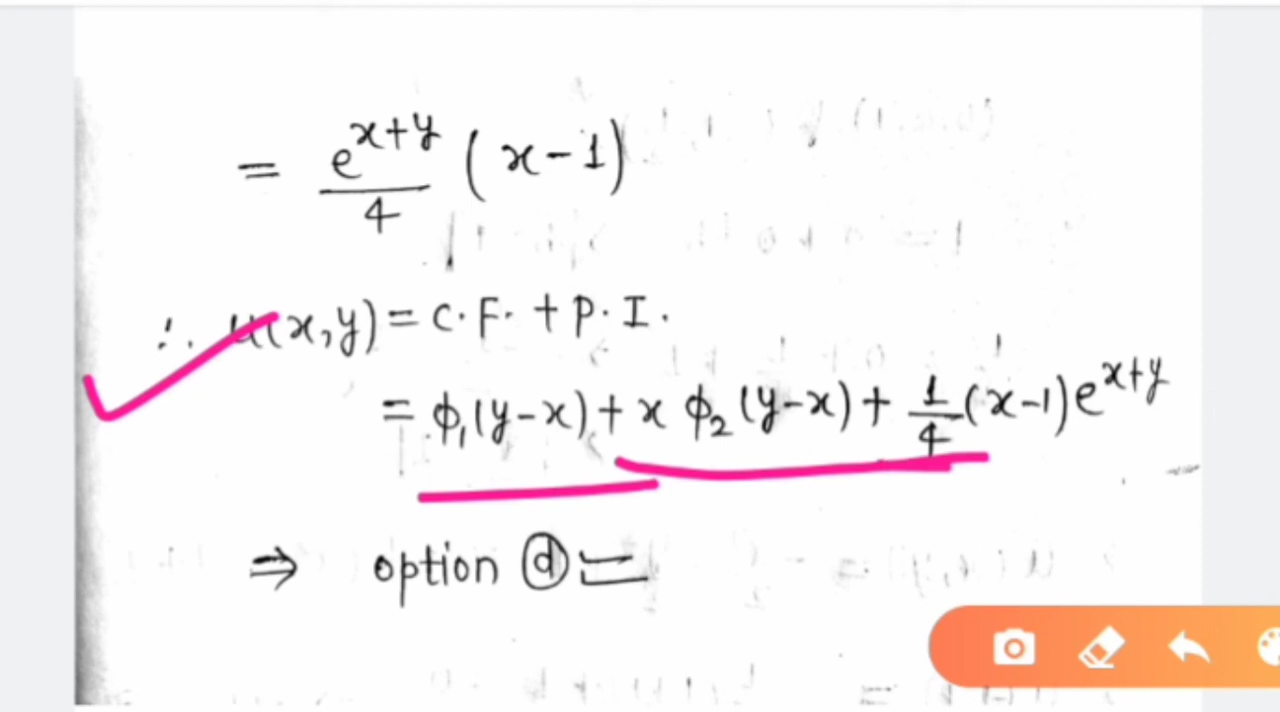 = e^{x+y}/4 (x-1)
∴ u(x,y) = C.F. + P.I.
= ϕ₁(y-x) + x ϕ₂(y-x) + 1/4 (x-1)e^{x+y}
⇒ option ⓓ